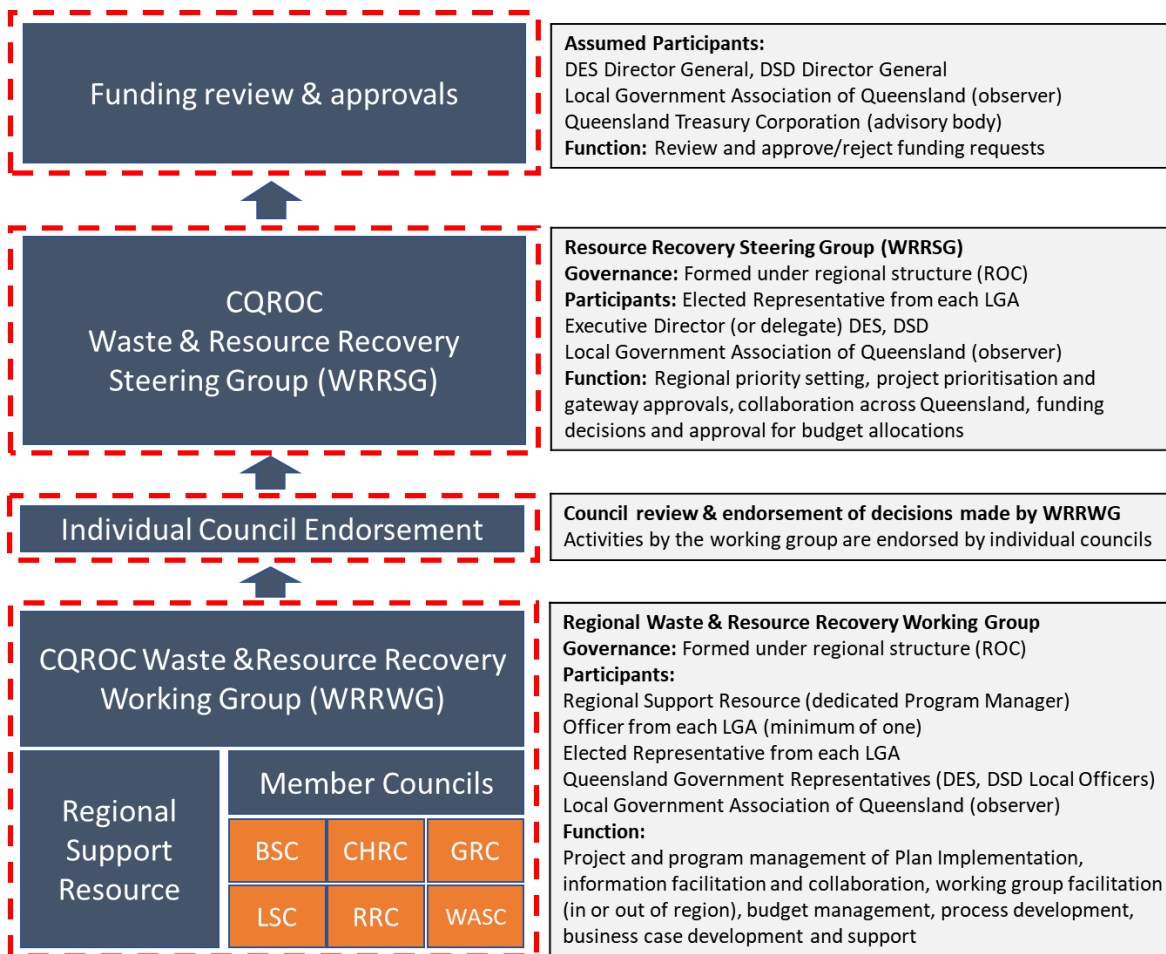 Funding review & approvals
Assumed Participants:
DES Director General, DSD Director General
Local Government Association of Queensland (observer)
Queensland Treasury Corporation (advisory body)
Function: Review and approve/reject funding requests
CQROC
Waste & Resource Recovery
Steering Group (WRRSG)
Resource Recovery Steering Group (WRRSG)
Governance: Formed under regional structure (ROC)
Participants: Elected Representative from each LGA
Executive Director (or delegate) DES, DSD
Local Government Association of Queensland (observer)
Function: Regional priority setting, project prioritisation and
gateway approvals, collaboration across Queensland, funding
decisions and approval for budget allocations
Individual Council Endorsement
Council review & endorsement of decisions made by WRRWG
Activities by the working group are endorsed by individual councils
CQROC Waste &Resource Recovery
Working Group (WRRWG)
Regional
Support
Resource
Member Councils
BSC CHRC GRC
LSC RRC WASC
Regional Waste & Resource Recovery Working Group
Governance: Formed under regional structure (ROC)
Participants:
Regional Support Resource (dedicated Program Manager)
Officer from each LGA (minimum of one)
Elected Representative from each LGA
Queensland Government Representatives (DES, DSD Local Officers)
Local Government Association of Queensland (observer)
Function:
Project and program management of Plan Implementation,
information facilitation and collaboration, working group facilitation
(in or out of region), budget management, process development,
business case development and support